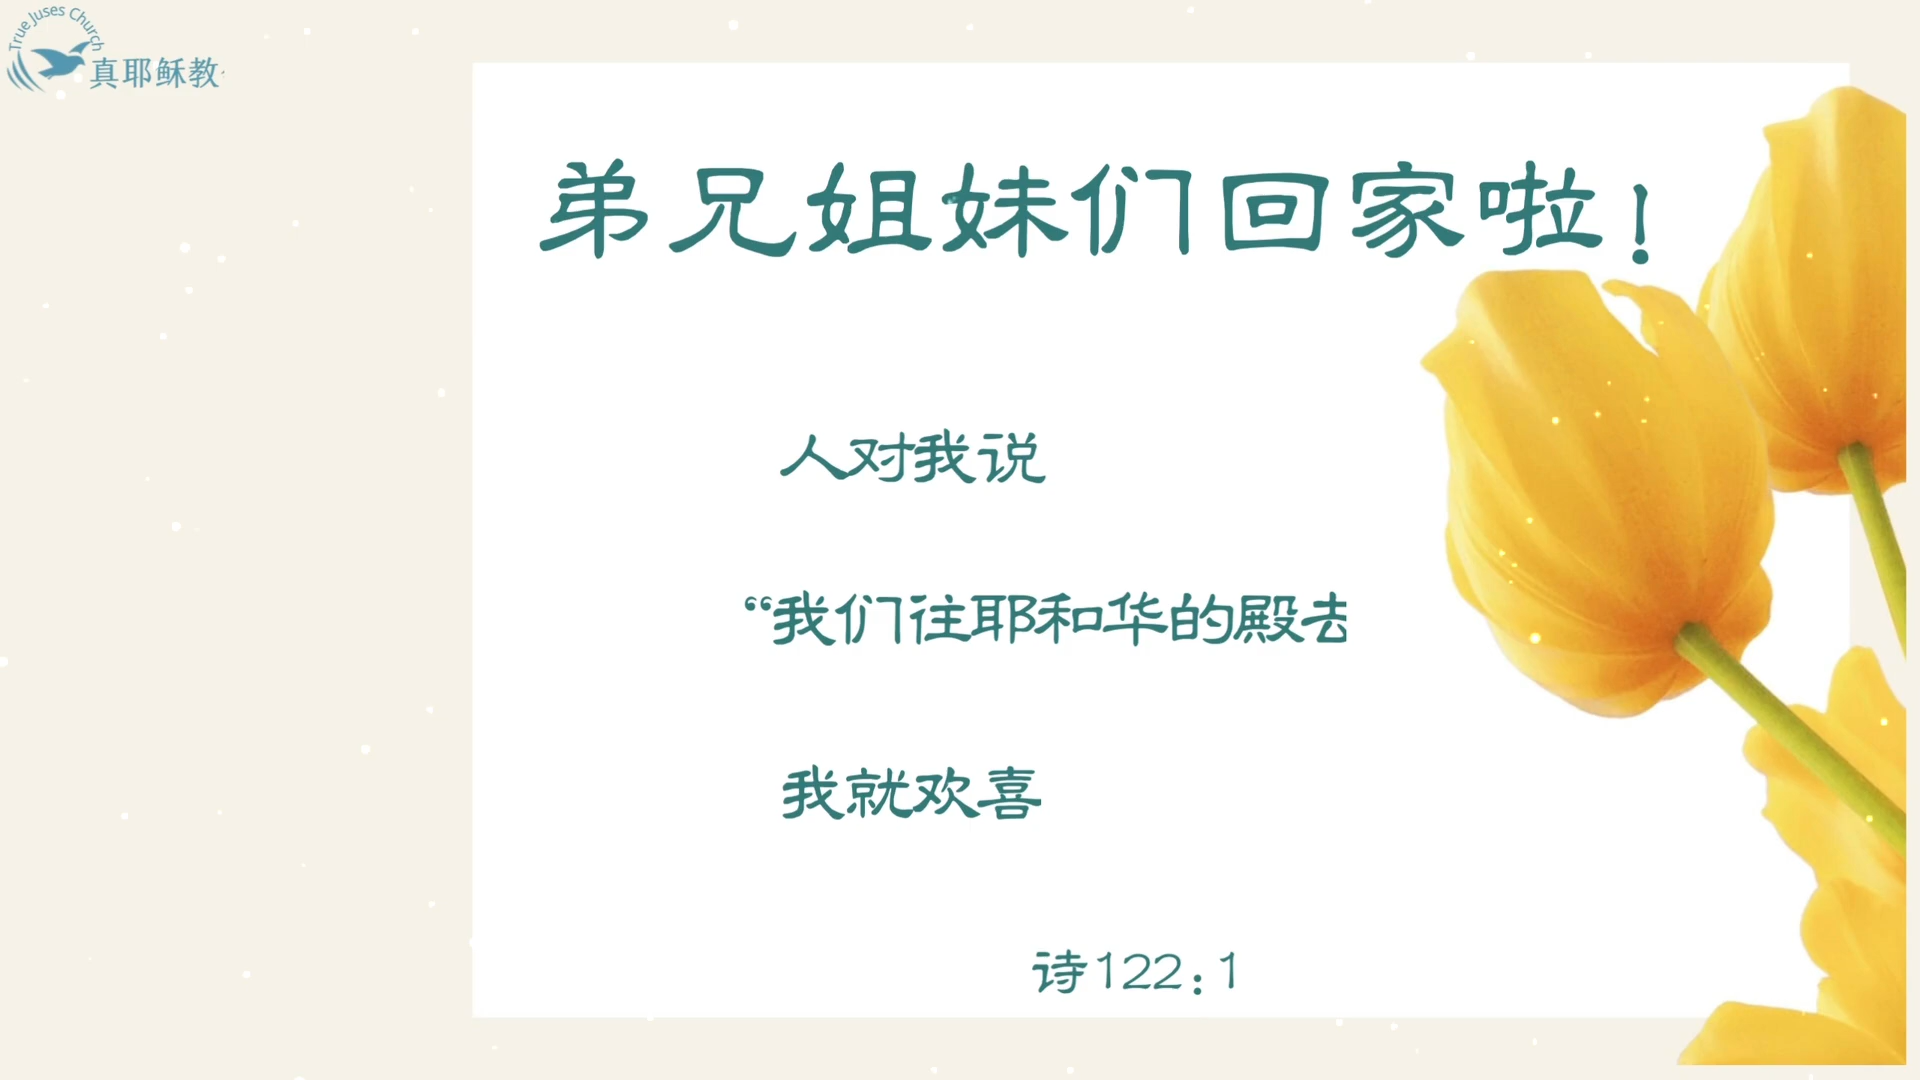 True Juses Church
真耶稣教
弟兄姐妹们回家啦！
人对我说
“我们往耶和华的殿去
我就欢喜
诗122：1